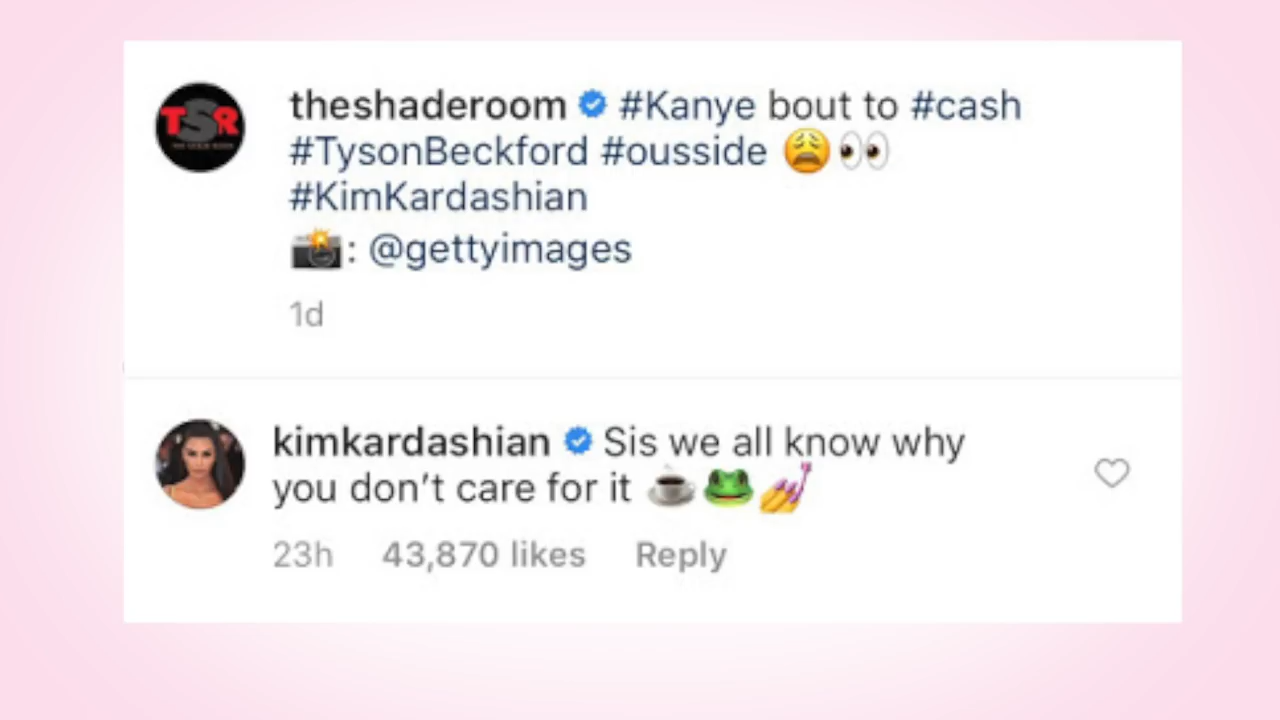 TSR
theshaderoom #Kanye bout to #cash
#TysonBeckford #ousside 😩👀
#KimKardashian
📸: @gettyimages
1d
kimkardashian Sis we all know why
you don’t care for it ☕🐸💅
23h 43,870 likes Reply